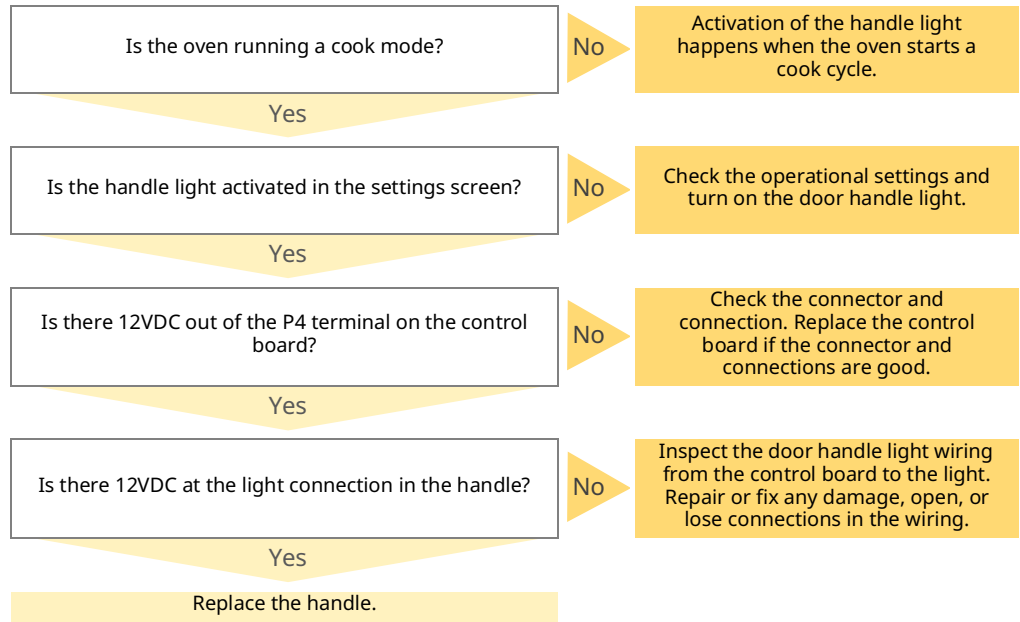 Is the oven running a cook mode?
No
Activation of the handle light
happens when the oven starts a
cook cycle.
Yes
Is the handle light activated in the settings screen?
No
Check the operational settings and
turn on the door handle light.
Yes
Is there 12VDC out of the P4 terminal on the control
board?
No
Check the connector and
connection. Replace the control
board if the connector and
connections are good.
Yes
Is there 12VDC at the light connection in the handle?
No
Inspect the door handle light wiring
from the control board to the light.
Repair or fix any damage, open, or
lose connections in the wiring.
Yes
Replace the handle.